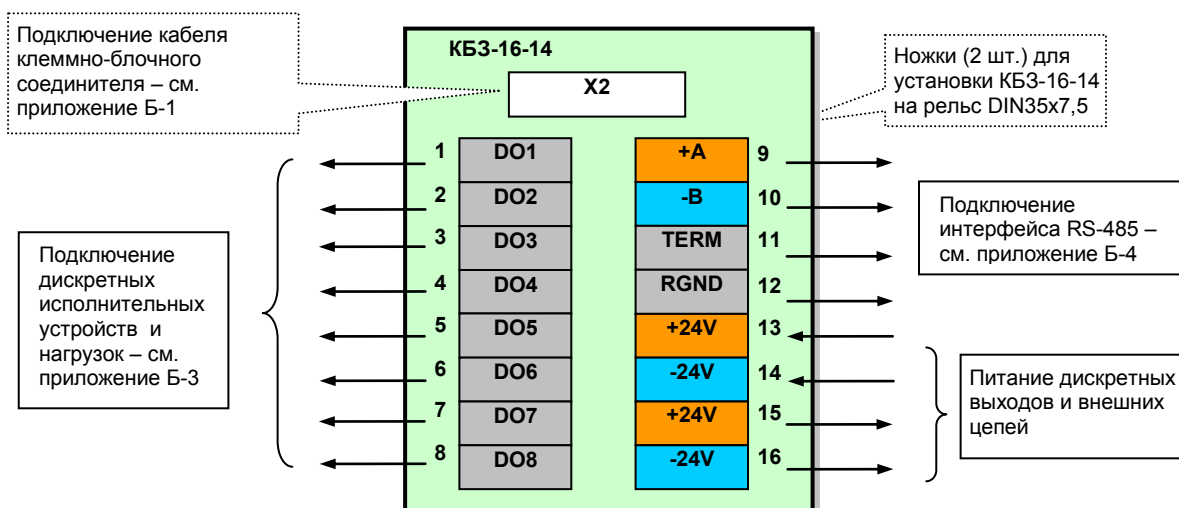 Подключение кабеля
клеммно-блочного
соединителя – см.
приложение Б-1
КБЗ-16-14
X2
Ножки (2 шт.) для
установки КБЗ-16-14
на рельс DIN35x7,5
1 DO1 +A 9
2 DO2 -B 10
3 DO3 TERM 11
4 DO4 RGND 12
5 DO5 +24V 13
6 DO6 -24V 14
7 DO7 +24V 15
8 DO8 -24V 16
Подключение
дискретных
исполнительных
устройств и
нагрузок – см.
приложение Б-3
Подключение
интерфейса RS-485 –
см. приложение Б-4
Питание дискретных
выходов и внешних
цепей